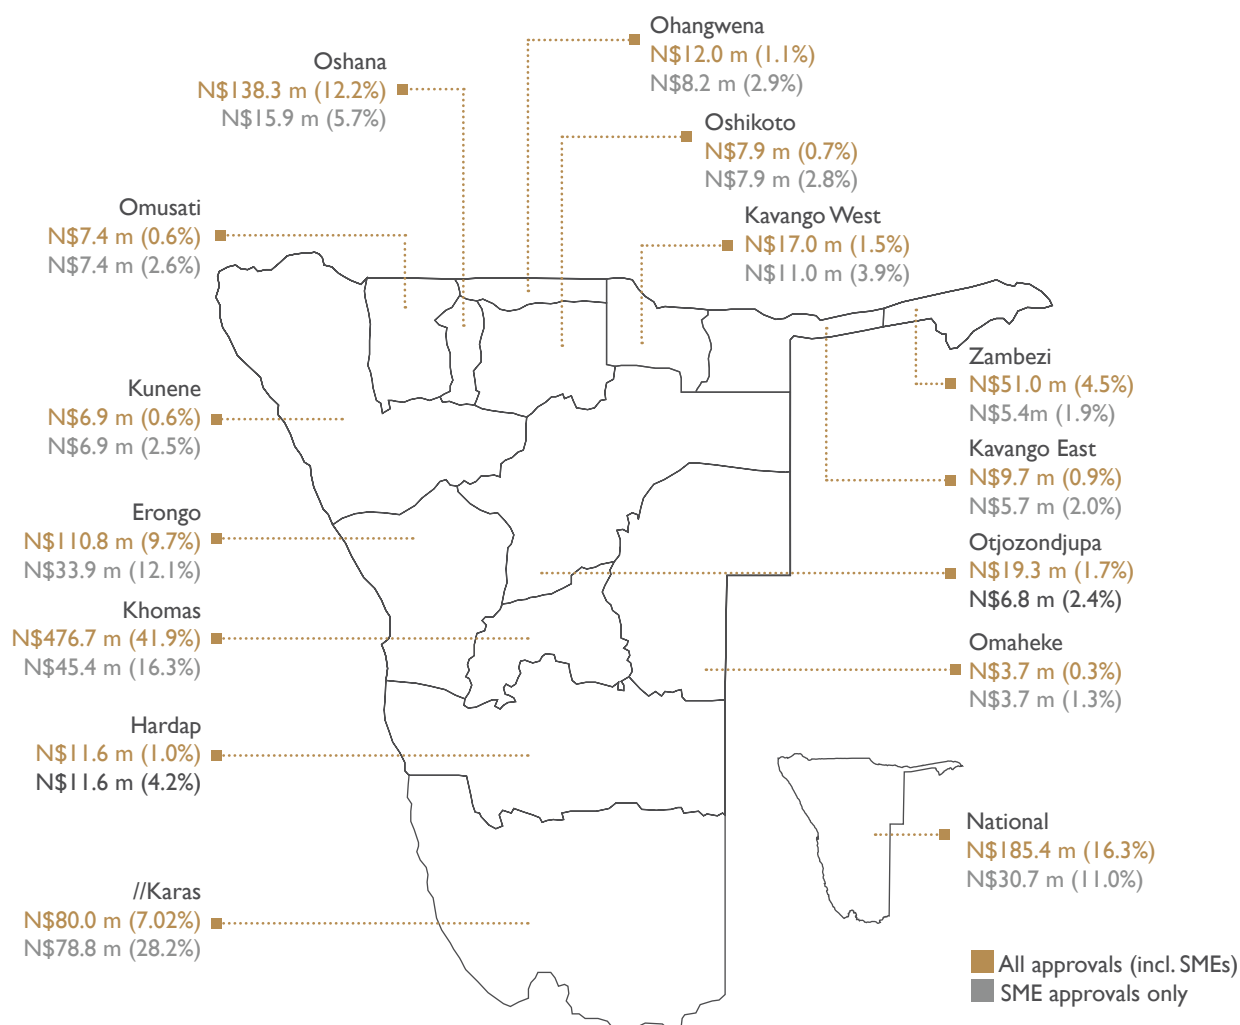 Ohangwena
N$12.0 m (1.1%)
N$8.2 m (2.9%)
Oshana
N$138.3 m (12.2%)
N$15.9 m (5.7%)
Oshikoto
N$7.9 m (0.7%)
N$7.9 m (2.8%)
Omusati
N$7.4 m (0.6%)
N$7.4 m (2.6%)
Kavango West
N$17.0 m (1.5%)
N$11.0 m (3.9%)
Zambezi
N$51.0 m (4.5%)
N$5.4m (1.9%)
Kunene
N$6.9 m (0.6%)
N$6.9 m (2.5%)
Kavango East
N$9.7 m (0.9%)
N$5.7 m (2.0%)
Erongo
N$110.8 m (9.7%)
N$33.9 m (12.1%)
Otjozondjupa
N$19.3 m (1.7%)
N$6.8 m (2.4%)
Khomas
N$476.7 m (41.9%)
N$45.4 m (16.3%)
Omaheke
N$3.7 m (0.3%)
N$3.7 m (1.3%)
Hardap
N$11.6 m (1.0%)
N$11.6 m (4.2%)
National
N$185.4 m (16.3%)
N$30.7 m (11.0%)
//Karas
N$80.0 m (7.02%)
N$78.8 m (28.2%)
All approvals (incl. SMEs)
SME approvals only